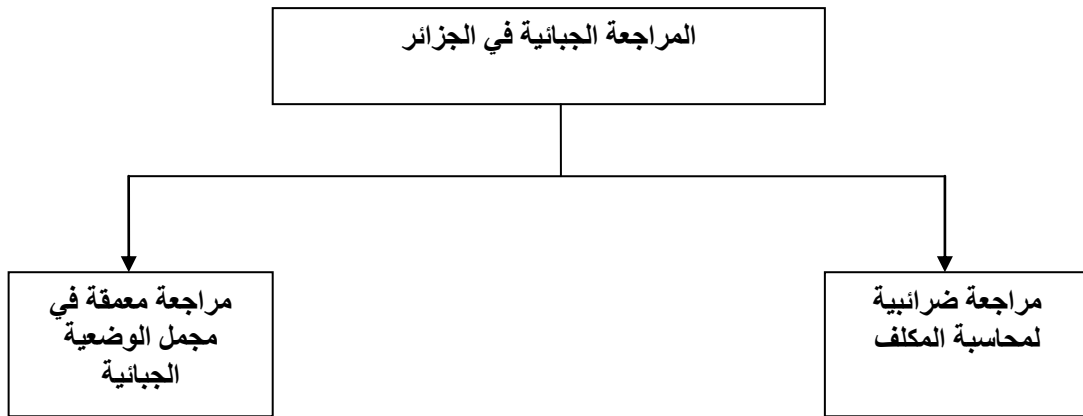 المراجعة الجبائية في الجزائر
مراجعة ضرائبية
لمحاسبة المكلف
مراجعة معمقة في
مجمل الوضعية
الجبائية